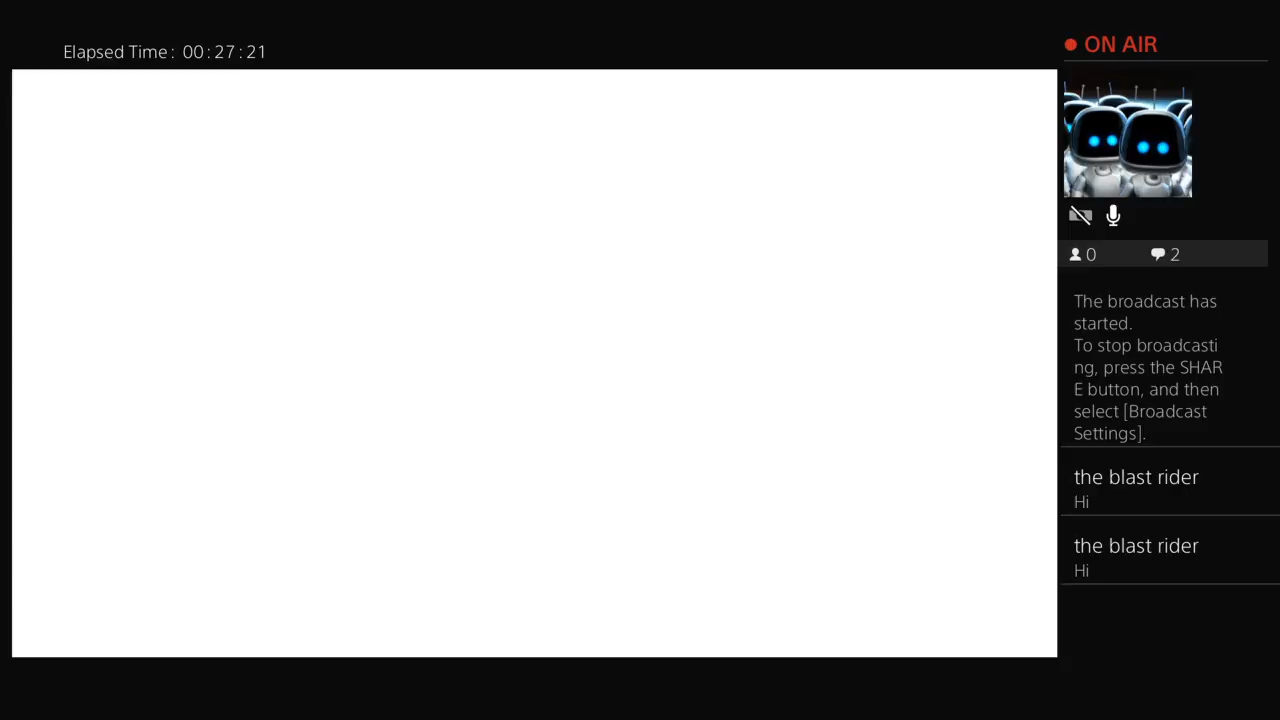 Elapsed Time: 00:27:21
ON AIR
0 2
The broadcast has
started.
To stop broadcasti
ng, press the SHAR
E button, and then
select [Broadcast
Settings].
the blast rider
Hi
the blast rider
Hi